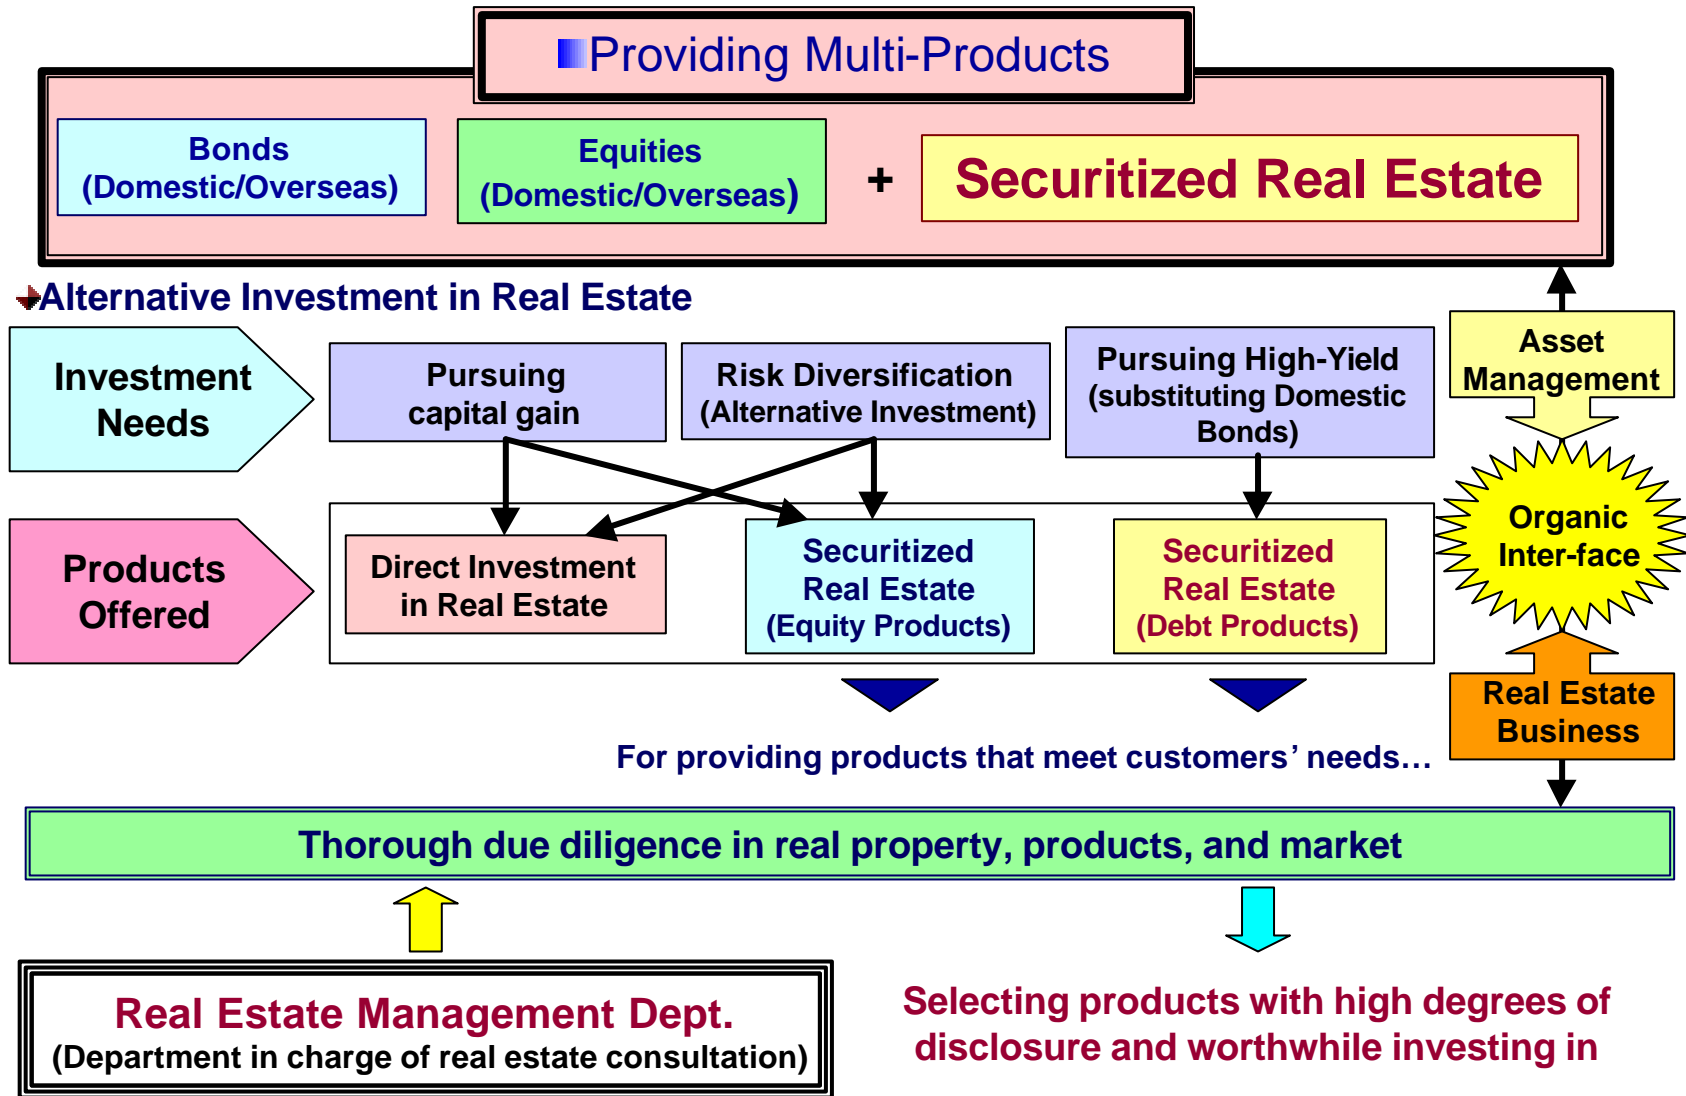 Providing Multi-Products
Bonds
(Domestic/Overseas)
Equities
(Domestic/Overseas)
+
Securitized Real Estate
Alternative Investment in Real Estate
Investment
Needs
Pursuing
capital gain
Risk Diversification
(Alternative Investment)
Pursuing High-Yield
(substituting Domestic
Bonds)
Asset
Management
Organic
Inter-face
Products
Offered
Direct Investment
in Real Estate
Securitized
Real Estate
(Equity Products)
Securitized
Real Estate
(Debt Products)
Real Estate
Business
For providing products that meet customers’ needs…
Thorough due diligence in real property, products, and market
Real Estate Management Dept.
(Department in charge of real estate consultation)
Selecting products with high degrees of
disclosure and worthwhile investing in